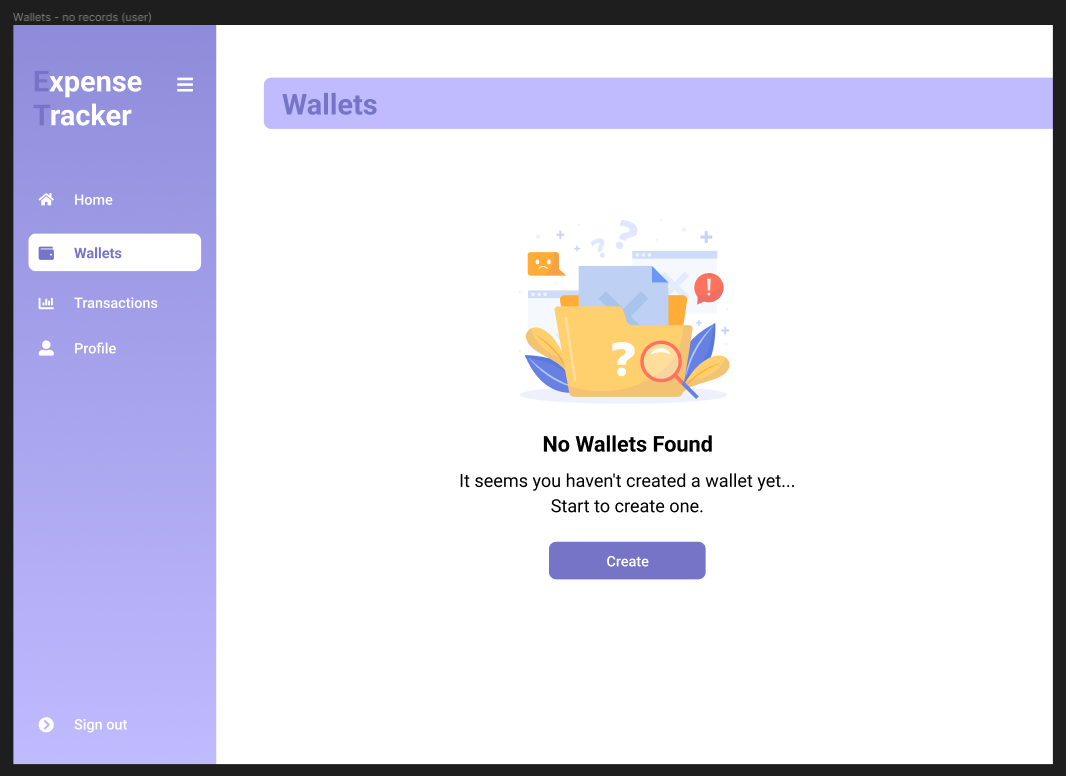 Wallets - no records (user)
Expense
Tracker
Home
Wallets
Transactions
Profile
Sign out
Wallets
? ?
!
?
No Wallets Found
It seems you haven't created a wallet yet...
Start to create one.
Create